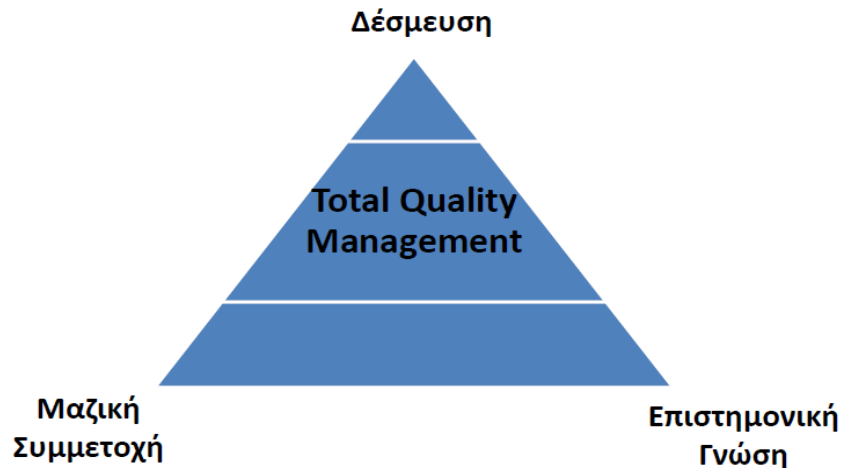 Δέσμευση
Total Quality
Management
Μαζική
Συμμετοχή
Επιστημονική
Γνώση